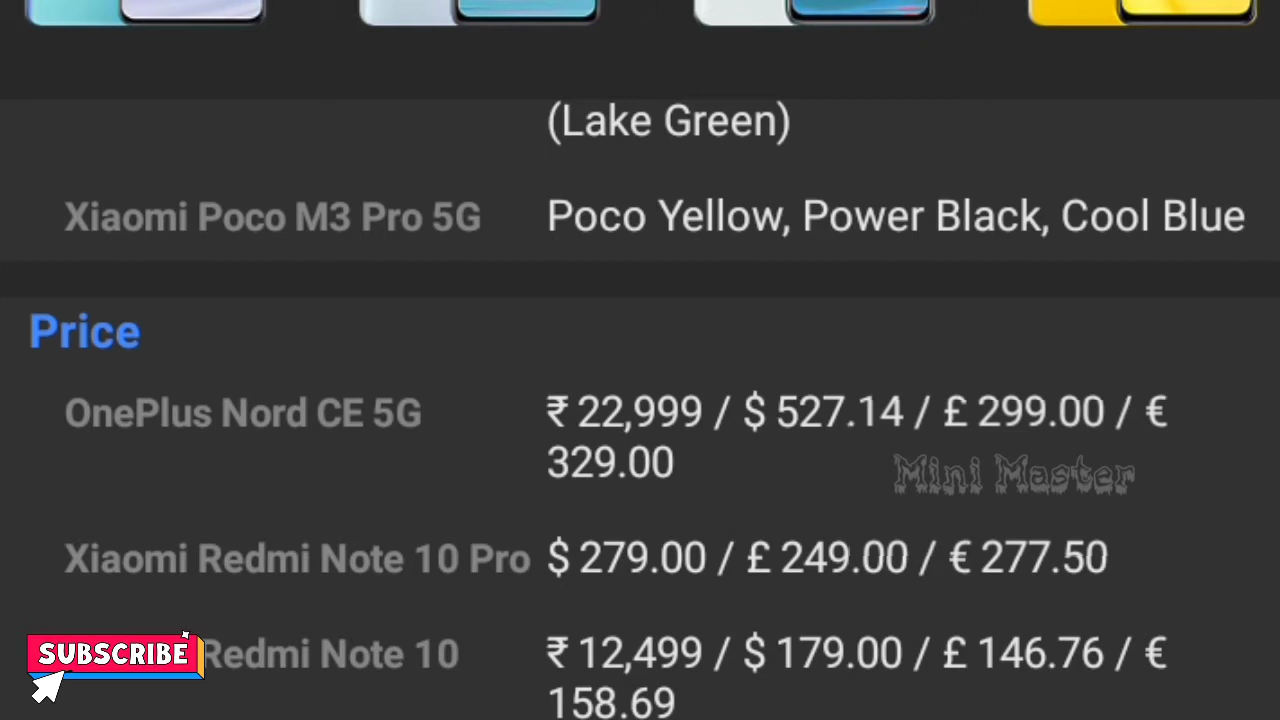 (Lake Green)
Xiaomi Poco M3 Pro 5G Poco Yellow, Power Black, Cool Blue
Price
OnePlus Nord CE 5G ₹ 22,999 / $ 527.14 / £ 299.00 / €
329.00
Mini Master
Xiaomi Redmi Note 10 Pro $ 279.00 / £ 249.00 / € 277.50
SUBSCRIBE Redmi Note 10 ₹ 12,499 / $ 179.00 / £ 146.76 / €
158.69